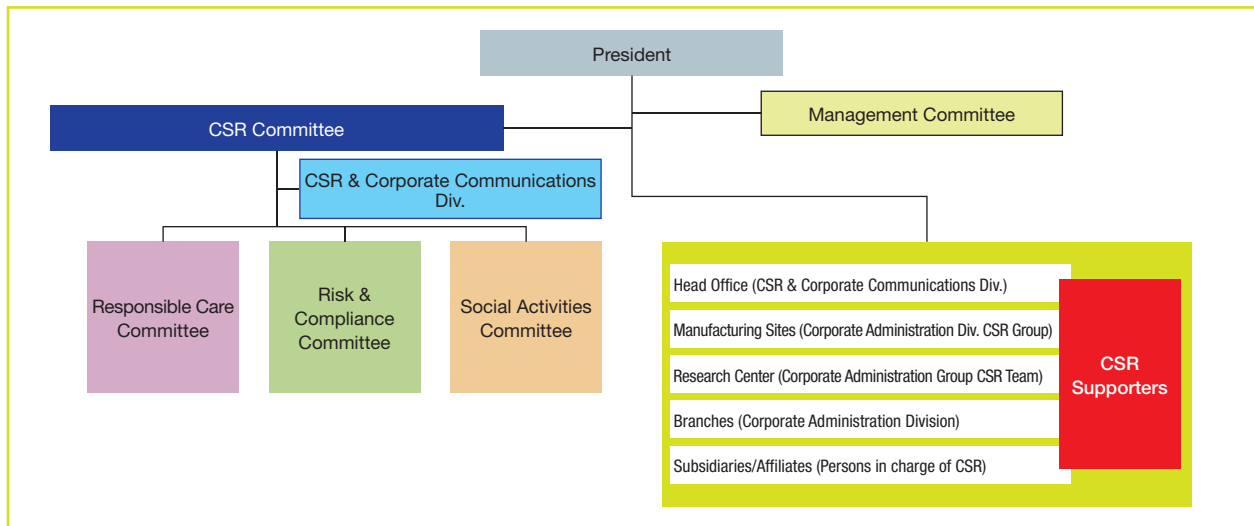 President
Management Committee
CSR Committee
CSR & Corporate Communications
Div.
Responsible Care
Committee
Risk &
Compliance
Committee
Social Activities
Committee
Head Office (CSR & Corporate Communications Div.)
Manufacturing Sites (Corporate Administration Div. CSR Group)
Research Center (Corporate Administration Group CSR Team)
Branches (Corporate Administration Division)
Subsidiaries/Affiliates (Persons in charge of CSR)
CSR
Supporters